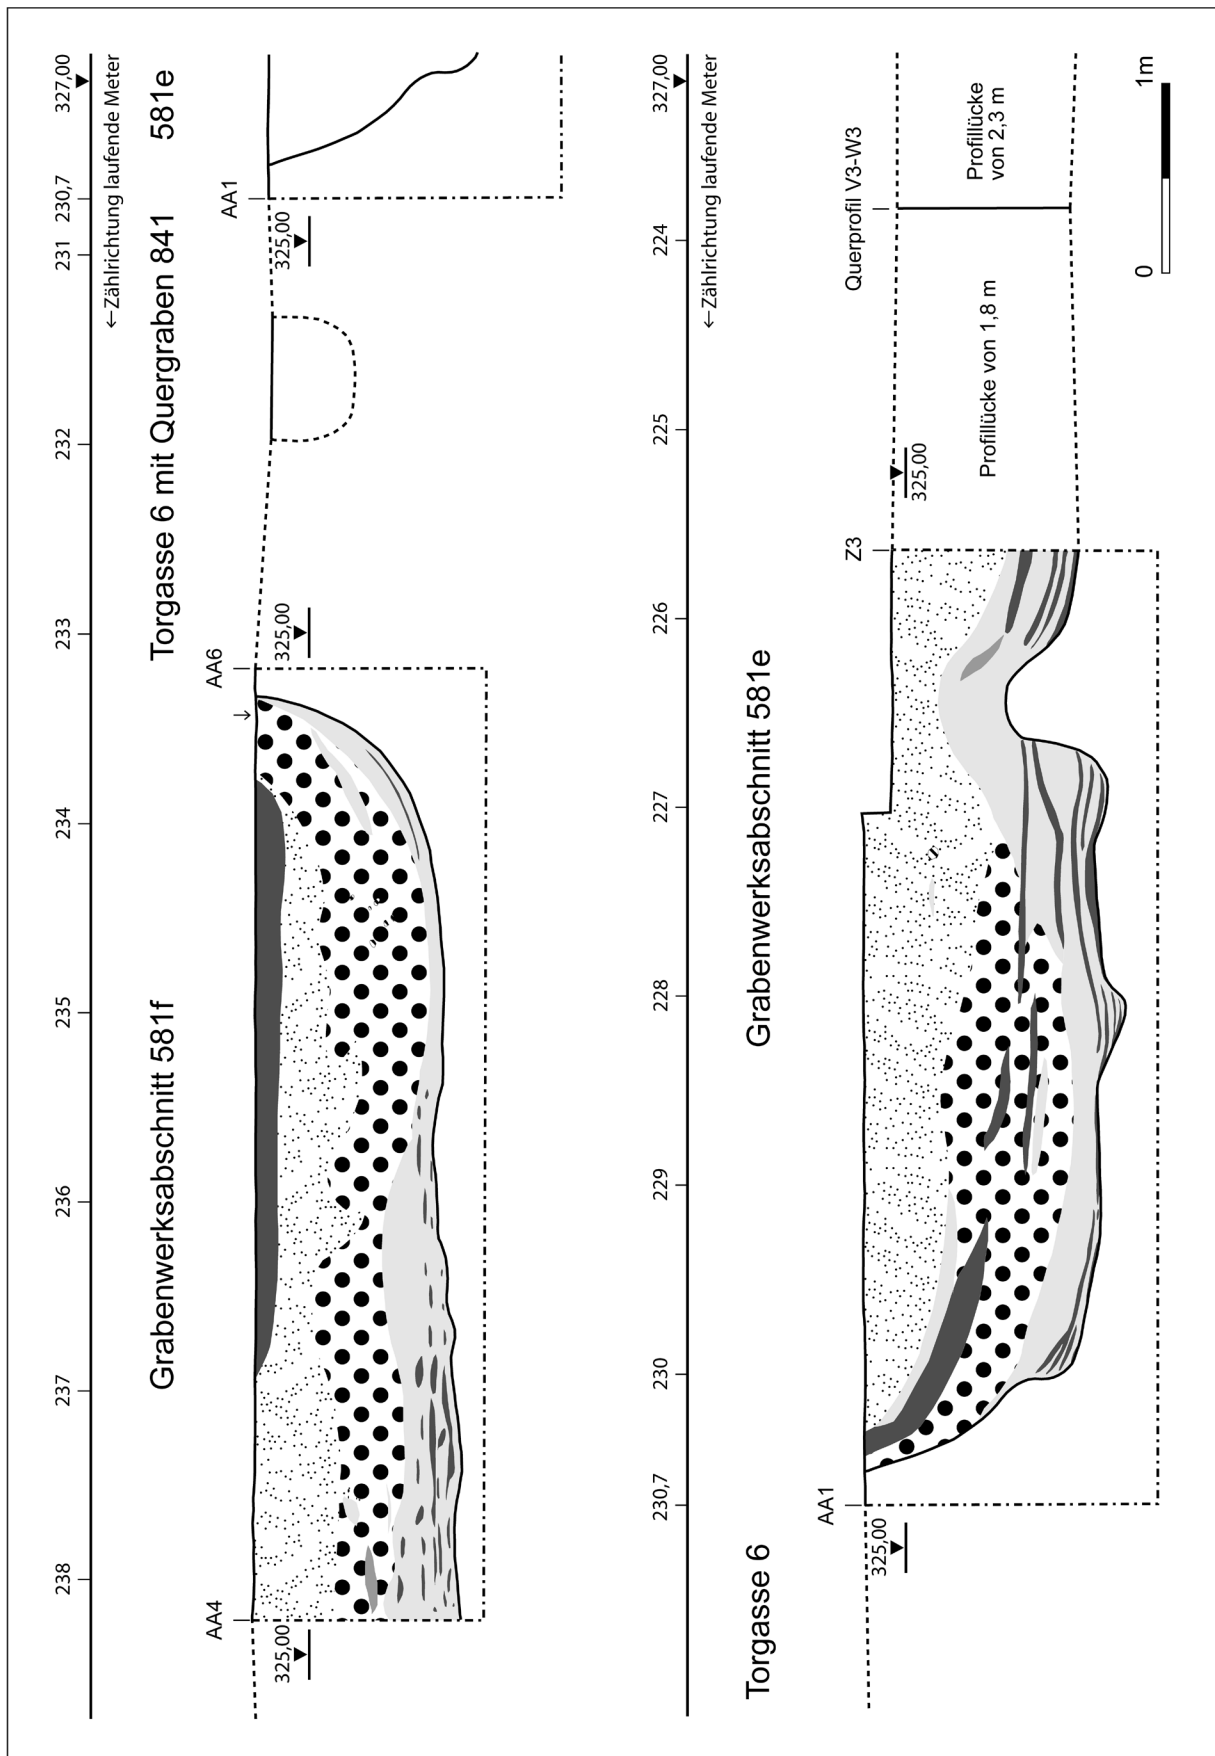 238
237
236
235
234
233
232
231
230,7
327,00
←Zählrichtung laufende Meter
Grabenwerksabschnitt 581f
Torgasse 6 mit Quergraben 841
581e
AA4
AA6
AA1
325,00
325,00
325,00
230,7
230
229
228
227
226
225
224
327,00
←Zählrichtung laufende Meter
Torgasse 6
Grabenwerksabschnitt 581e
AA1
Z3
Querprofil V3-W3
325,00
325,00
Profillücke von 1,8 m
Profillücke
von 2,3 m
0
1m